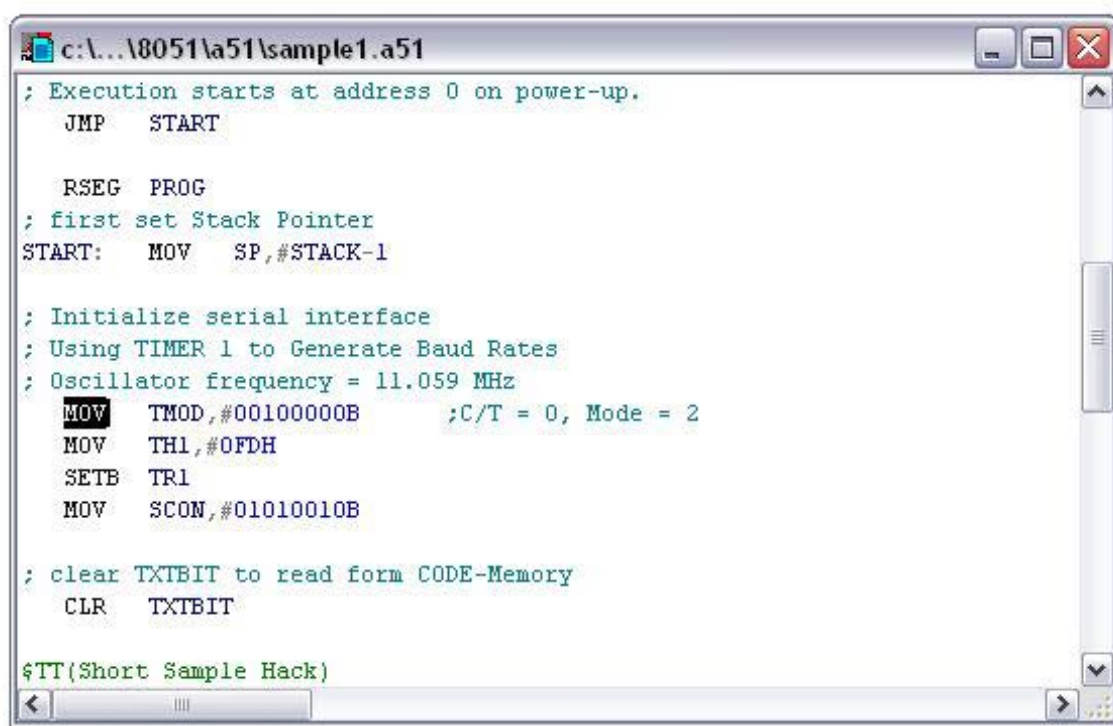 c:\...\8051\a51\sample1.a51
; Execution starts at address 0 on power-up.
JMP START
RSEG PROG
; first set Stack Pointer
START: MOV SP,#STACK-1
; Initialize serial interface
; Using TIMER 1 to Generate Baud Rates
; Oscillator frequency = 11.059 MHz
MOV TMOD,#00100000B ;C/T = 0, Mode = 2
MOV TH1,#0FDH
SETB TR1
MOV SCON,#01010010B
; clear TXTBIT to read form CODE-Memory
CLR TXTBIT
$TT(Short Sample Hack)